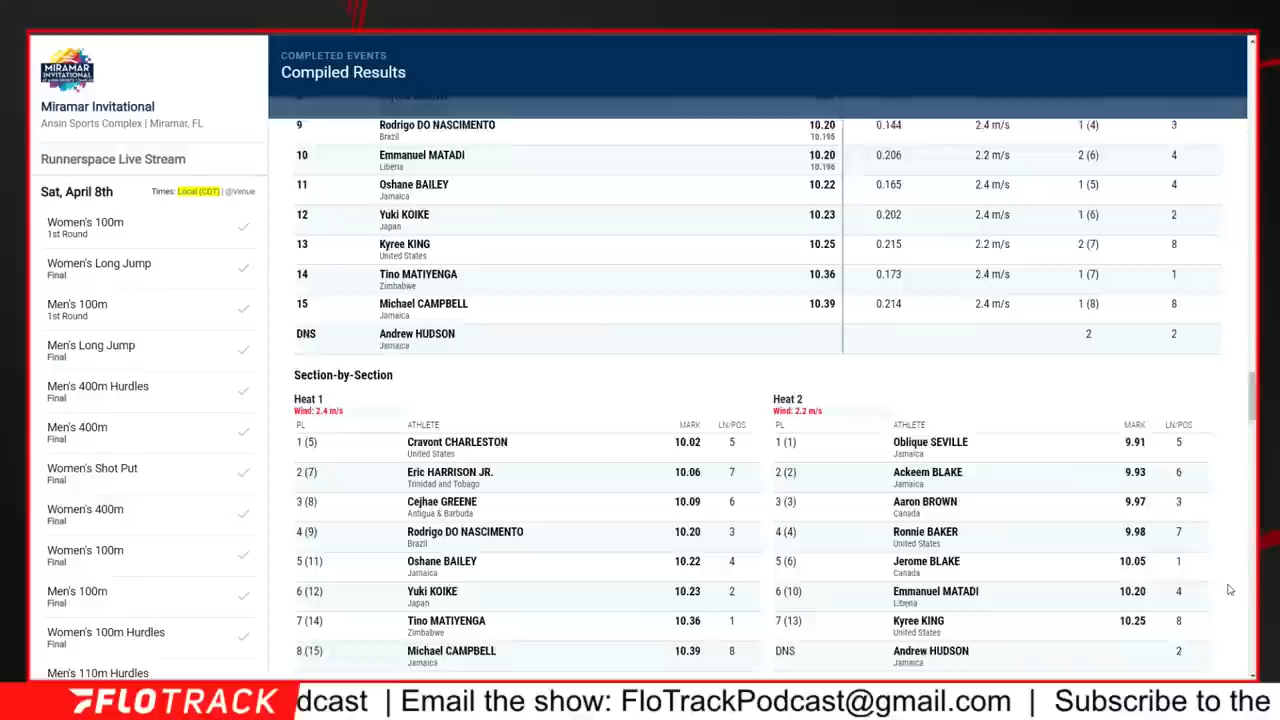 MIRAMAR
INVITATIONAL
Miramar Invitational
Ansin Sports Complex | Miramar, FL
Runnerspace Live Stream
Sat, April 8th Times: Local (CDT) | @Venue
Women's 100m
1st Round
Women's Long Jump
Final
Men's 100m
1st Round
Men's Long Jump
Final
Men's 400m Hurdles
Final
Men's 400m
Final
Women's Shot Put
Final
Women's 400m
Final
Women's 100m
Final
Men's 100m
Final
Women's 100m Hurdles
Final
Men's 110m Hurdles
COMPLETED EVENTS
Compiled Results
9 Rodrigo DO NASCIMENTO 10.20 0.144 2.4 m/s 1 (4) 3
Brazil 10.195
10 Emmanuel MATADI 10.20 0.206 2.2 m/s 2 (6) 4
Liberia 10.196
11 Oshane BAILEY 10.22 0.165 2.4 m/s 1 (5) 4
Jamaica
12 Yuki KOIKE 10.23 0.202 2.4 m/s 1 (6) 2
Japan
13 Kyree KING 10.25 0.215 2.2 m/s 2 (7) 8
United States
14 Tino MATIYENGA 10.36 0.173 2.4 m/s 1 (7) 1
Zimbabwe
15 Michael CAMPBELL 10.39 0.214 2.4 m/s 1 (8) 8
Jamaica
DNS Andrew HUDSON 2 2
Jamaica
Section-by-Section
Heat 1
Wind: 2.4 m/s
PL ATHLETE MARK LN/POS
1 (5) Cravont CHARLESTON 10.02 5
United States
2 (7) Eric HARRISON JR. 10.06 7
Trinidad and Tobago
3 (8) Cejhae GREENE 10.09 6
Antigua & Barbuda
4 (9) Rodrigo DO NASCIMENTO 10.20 3
Brazil
5 (11) Oshane BAILEY 10.22 4
Jamaica
6 (12) Yuki KOIKE 10.23 2
Japan
7 (14) Tino MATIYENGA 10.36 1
Zimbabwe
8 (15) Michael CAMPBELL 10.39 8
Jamaica
Heat 2
Wind: 2.2 m/s
PL ATHLETE MARK LN/POS
1 (1) Oblique SEVILLE 9.91 5
Jamaica
2 (2) Ackeem BLAKE 9.93 6
Jamaica
3 (3) Aaron BROWN 9.97 3
Canada
4 (4) Ronnie BAKER 9.98 7
United States
5 (6) Jerome BLAKE 10.05 1
Canada
6 (10) Emmanuel MATADI 10.20 4
Liberia
7 (13) Kyree KING 10.25 8
United States
DNS Andrew HUDSON 2
Jamaica
FLOTRACK dcast | Email the show: FloTrackPodcast@gmail.com | Subscribe to the